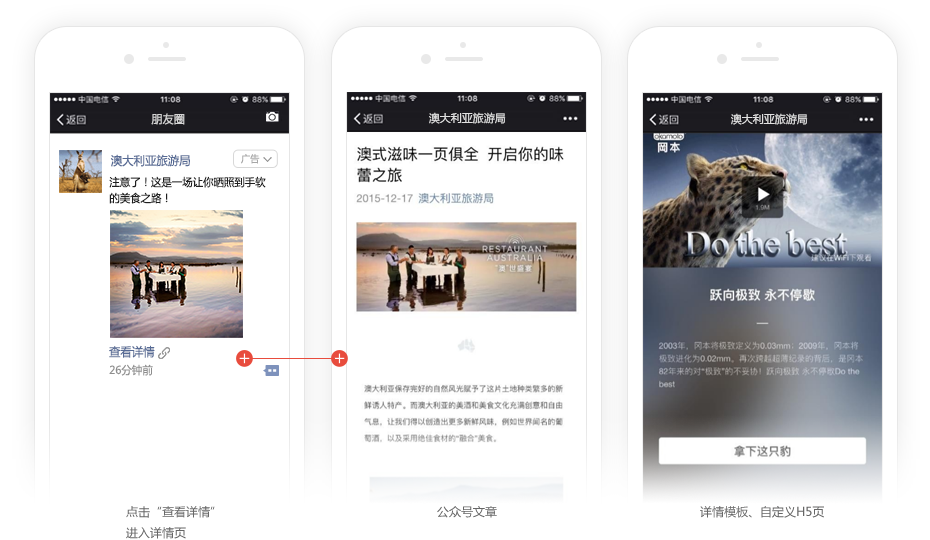 中国电信 11:08 88%
返回 朋友圈
澳大利亚旅游局 广告
注意了！这是一场让你晒照到手软
的美食之路！
查看详情
26分钟前
点击“查看详情”
进入详情页
中国电信 11:08 88%
返回 澳大利亚旅游局
澳式滋味一页俱全 开启你的味
蕾之旅
2015-12-17 澳大利亚旅游局
RESTAURANT
AUSTRALIA
“澳”世盛宴
澳大利亚保存完好的自然风光赋予了这片土地种类繁多的新
鲜诱人特产。而澳大利亚的美酒和美食文化充满创意和自由
气息，让我们得以创造出更多新鲜风味，例如世界闻名的葡
萄酒，以及采用绝佳食材的“融合”美食。
公众号文章
中国电信 11:08 88%
返回 澳大利亚旅游局
okamoto
冈本
1.9M
Do the best
建议在WiFi下观看
跃向极致 永不停歇
2003年，冈本将极致定义为0.03mm；2009年，冈本将
极致进化为0.02mm。再次跨越超薄纪录的背后，是冈本
82年来的对“极致”的不妥协！跃向极致 永不停歇Do the
best
拿下这只豹
详情模板、自定义H5页